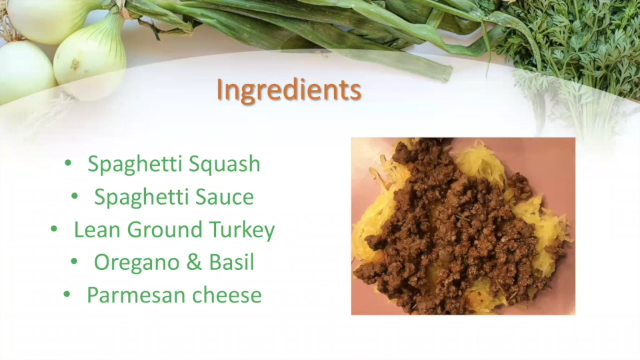 Ingredients
• Spaghetti Squash
• Spaghetti Sauce
• Lean Ground Turkey
• Oregano & Basil
• Parmesan cheese